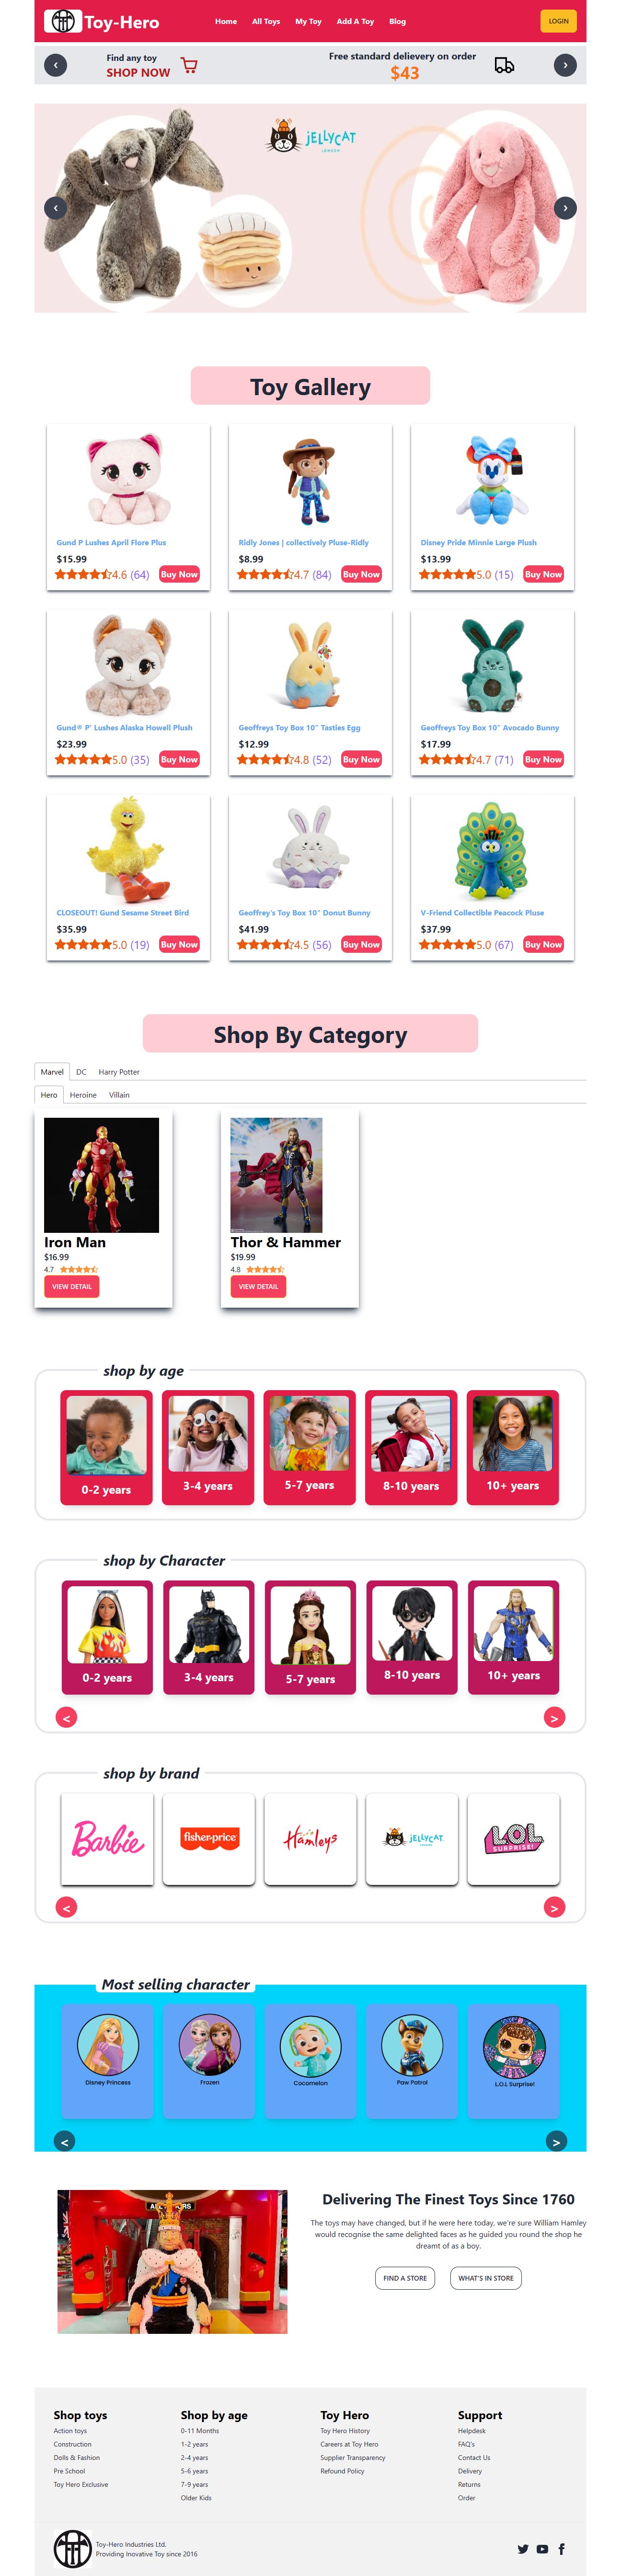 Toy-Hero
Home All Toys My Toy Add A Toy Blog
LOGIN
Find any toy
SHOP NOW
Free standard delievery on order
$43
JELLYCAT
LONDON
Toy Gallery
Gund P Lushes April Flore Plus
$15.99
4.6 (64) Buy Now
Ridly Jones | collectively Pluse-Ridly
$8.99
4.7 (84) Buy Now
Disney Pride Minnie Large Plush
$13.99
5.0 (15) Buy Now
Gund® P' Lushes Alaska Howell Plush
$23.99
5.0 (35) Buy Now
Geoffreys Toy Box 10" Tasties Egg
$12.99
4.8 (52) Buy Now
Geoffreys Toy Box 10" Avocado Bunny
$17.99
4.7 (71) Buy Now
CLOSEOUT! Gund Sesame Street Bird
$35.99
5.0 (19) Buy Now
Geoffrey's Toy Box 10" Donut Bunny
$41.99
4.5 (56) Buy Now
V-Friend Collectible Peacock Pluse
$37.99
5.0 (67) Buy Now
Shop By Category
Marvel DC Harry Potter
Hero Heroine Villain
Iron Man
$16.99
4.7
VIEW DETAIL
Thor & Hammer
$19.99
4.8
VIEW DETAIL
shop by age
0-2 years
3-4 years
5-7 years
8-10 years
10+ years
shop by Character
0-2 years
3-4 years
5-7 years
8-10 years
10+ years
< >
shop by brand
Barbie
fisher-price
Hamleys
JELLYCAT
LOL
SURPRISE!
< >
Most selling character
Disney Princess
Frozen
Cocomelon
Paw Patrol
L.O.L Surprise!
< >
Delivering The Finest Toys Since 1760
The toys may have changed, but if he were here today, we're sure William Hamley
would recognise the same delighted faces as he guided you round the shop he
dreamt of as a boy.
FIND A STORE
WHAT'S IN STORE
Shop toys
Action toys
Construction
Dolls & Fashion
Pre School
Toy Hero Exclusive
Shop by age
0-11 Months
1-2 years
2-4 years
5-6 years
7-9 years
Older Kids
Toy Hero
Toy Hero History
Careers at Toy Hero
Supplier Transparency
Refound Policy
Support
Helpdesk
FAQ's
Contact Us
Delivery
Returns
Order
Toy-Hero Industries Ltd.
Providing Inovative Toy since 2016